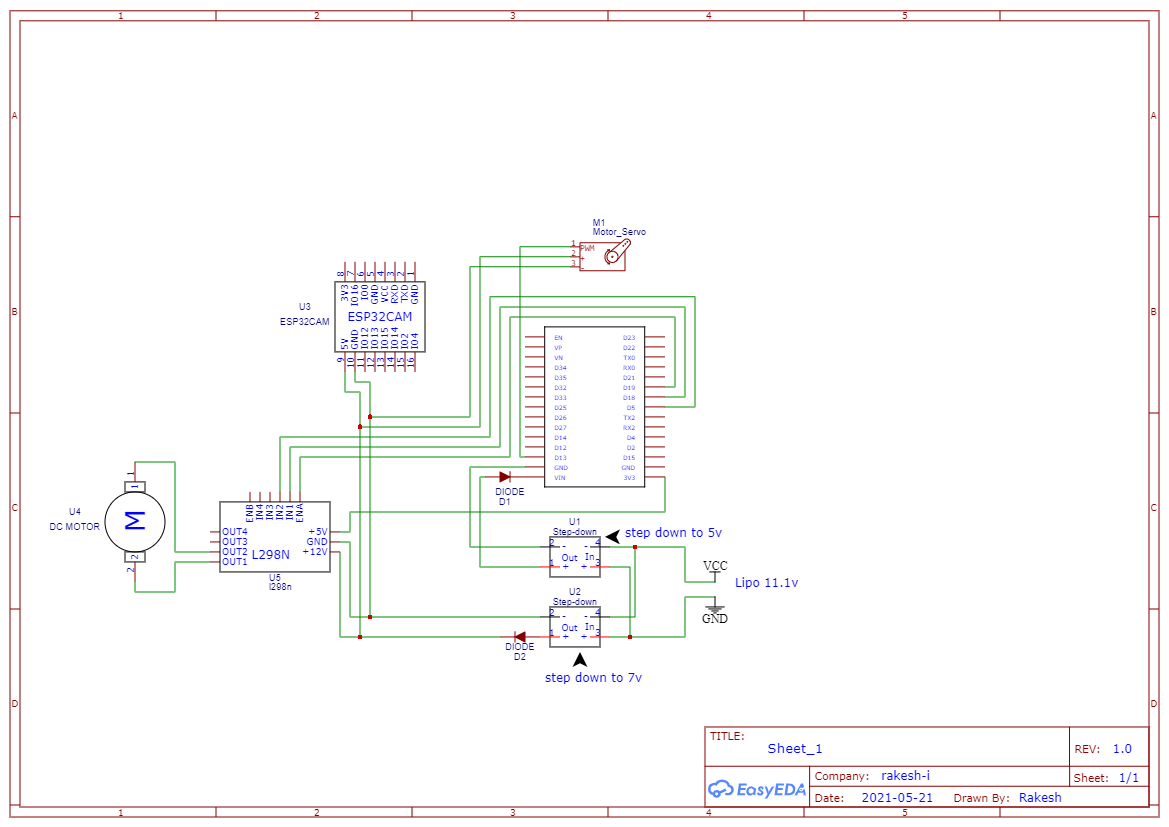 1 2 3 4 5
A A
B B
C C
D D
M1
Motor_Servo
1 PWM
2 +
3 -
8 7 6 5 4 3 2 1
3V3 IO16 IO0 GND VCC RXD TXD GND
U3
ESP32CAM
ESP32CAM
5V GND IO12 IO13 IO15 IO14 IO2 IO4
9 10 11 12 13 14 15 16
EN D23
VP D22
VN TX0
D34 RX0
D35 D21
D32 D19
D33 D18
D25 D5
D26 TX2
D27 RX2
D14 D4
D12 D2
D13 D15
GND GND
VIN 3V3
DIODE
D1
U4
DC MOTOR
1
1
M
2
2
ENB IN4 IN3 IN2 IN1 ENA
OUT4 +5V
OUT3 GND
OUT2 +12V
OUT1
L298N
U5
l298n
U1
Step-down
2 - - 4
Out In
1 + + 3
step down to 5v
VCC
Lipo 11.1v
GND
U2
Step-down
2 - - 4
Out In
1 + + 3
DIODE
D2
step down to 7v
TITLE:
Sheet_1
REV: 1.0
EasyEDA
Company: rakesh-i
Sheet: 1/1
Date: 2021-05-21 Drawn By: Rakesh
1 2 3 4 5